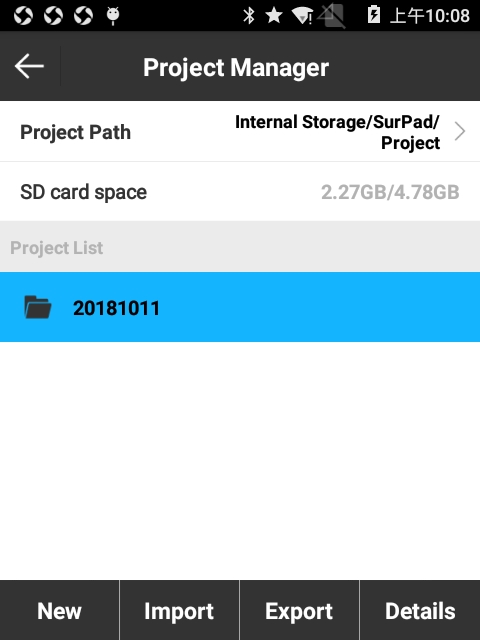 上午10:08
Project Manager
Project Path
Internal Storage/SurPad/
Project
SD card space
2.27GB/4.78GB
Project List
20181011
New
Import
Export
Details